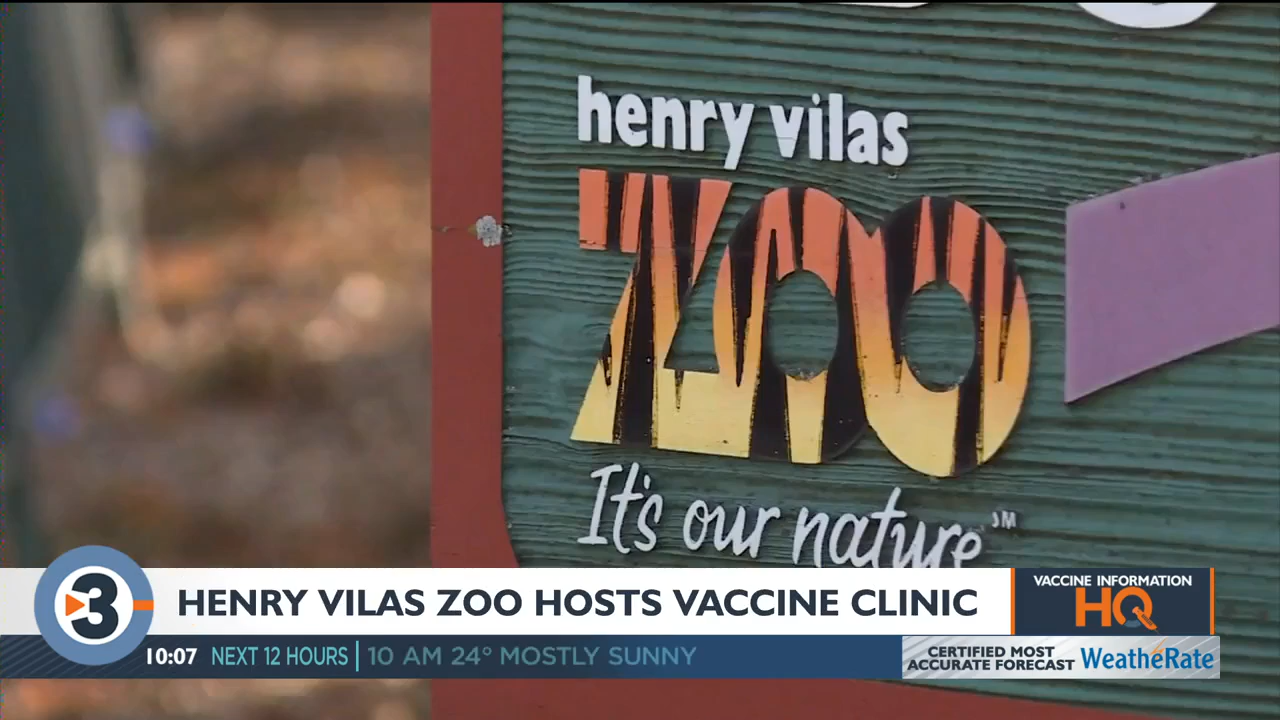 henry vilas
ZOO
It's our nature℠
3
HENRY VILAS ZOO HOSTS VACCINE CLINIC
VACCINE INFORMATION
HQ
10:07 NEXT 12 HOURS 10 AM 24° MOSTLY SUNNY
CERTIFIED MOST
ACCURATE FORECAST
WeatheRate